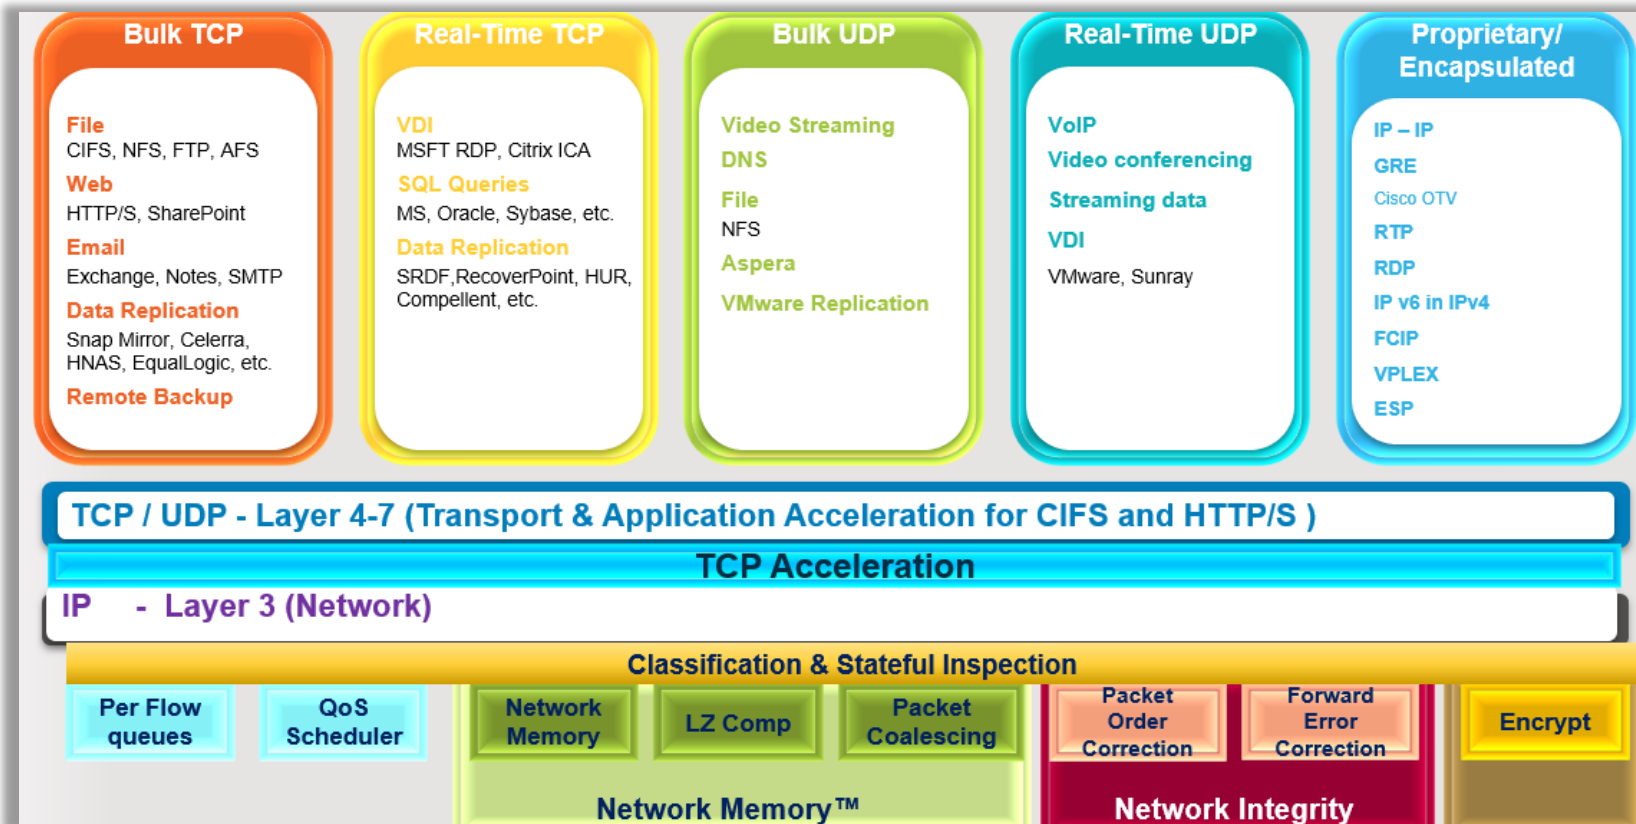 Bulk TCP
File
CIFS, NFS, FTP, AFS
Web
HTTP/S, SharePoint
Email
Exchange, Notes, SMTP
Data Replication
Snap Mirror, Celerra,
HNAS, EqualLogic, etc.
Remote Backup
Real-Time TCP
VDI
MSFT RDP, Citrix ICA
SQL Queries
MS, Oracle, Sybase, etc.
Data Replication
SRDF,RecoverPoint, HUR,
Compellent, etc.
Bulk UDP
Video Streaming
DNS
File
NFS
Aspera
VMware Replication
Real-Time UDP
VoIP
Video conferencing
Streaming data
VDI
VMware, Sunray
Proprietary/
Encapsulated
IP – IP
GRE
Cisco OTV
RTP
RDP
IP v6 in IPv4
FCIP
VPLEX
ESP
TCP / UDP - Layer 4-7 (Transport & Application Acceleration for CIFS and HTTP/S )
TCP Acceleration
IP - Layer 3 (Network)
Classification & Stateful Inspection
Per Flow
queues
QoS
Scheduler
Network
Memory
LZ Comp
Packet
Coalescing
Packet
Order
Correction
Forward
Error
Correction
Encrypt
Network Memory™
Network Integrity